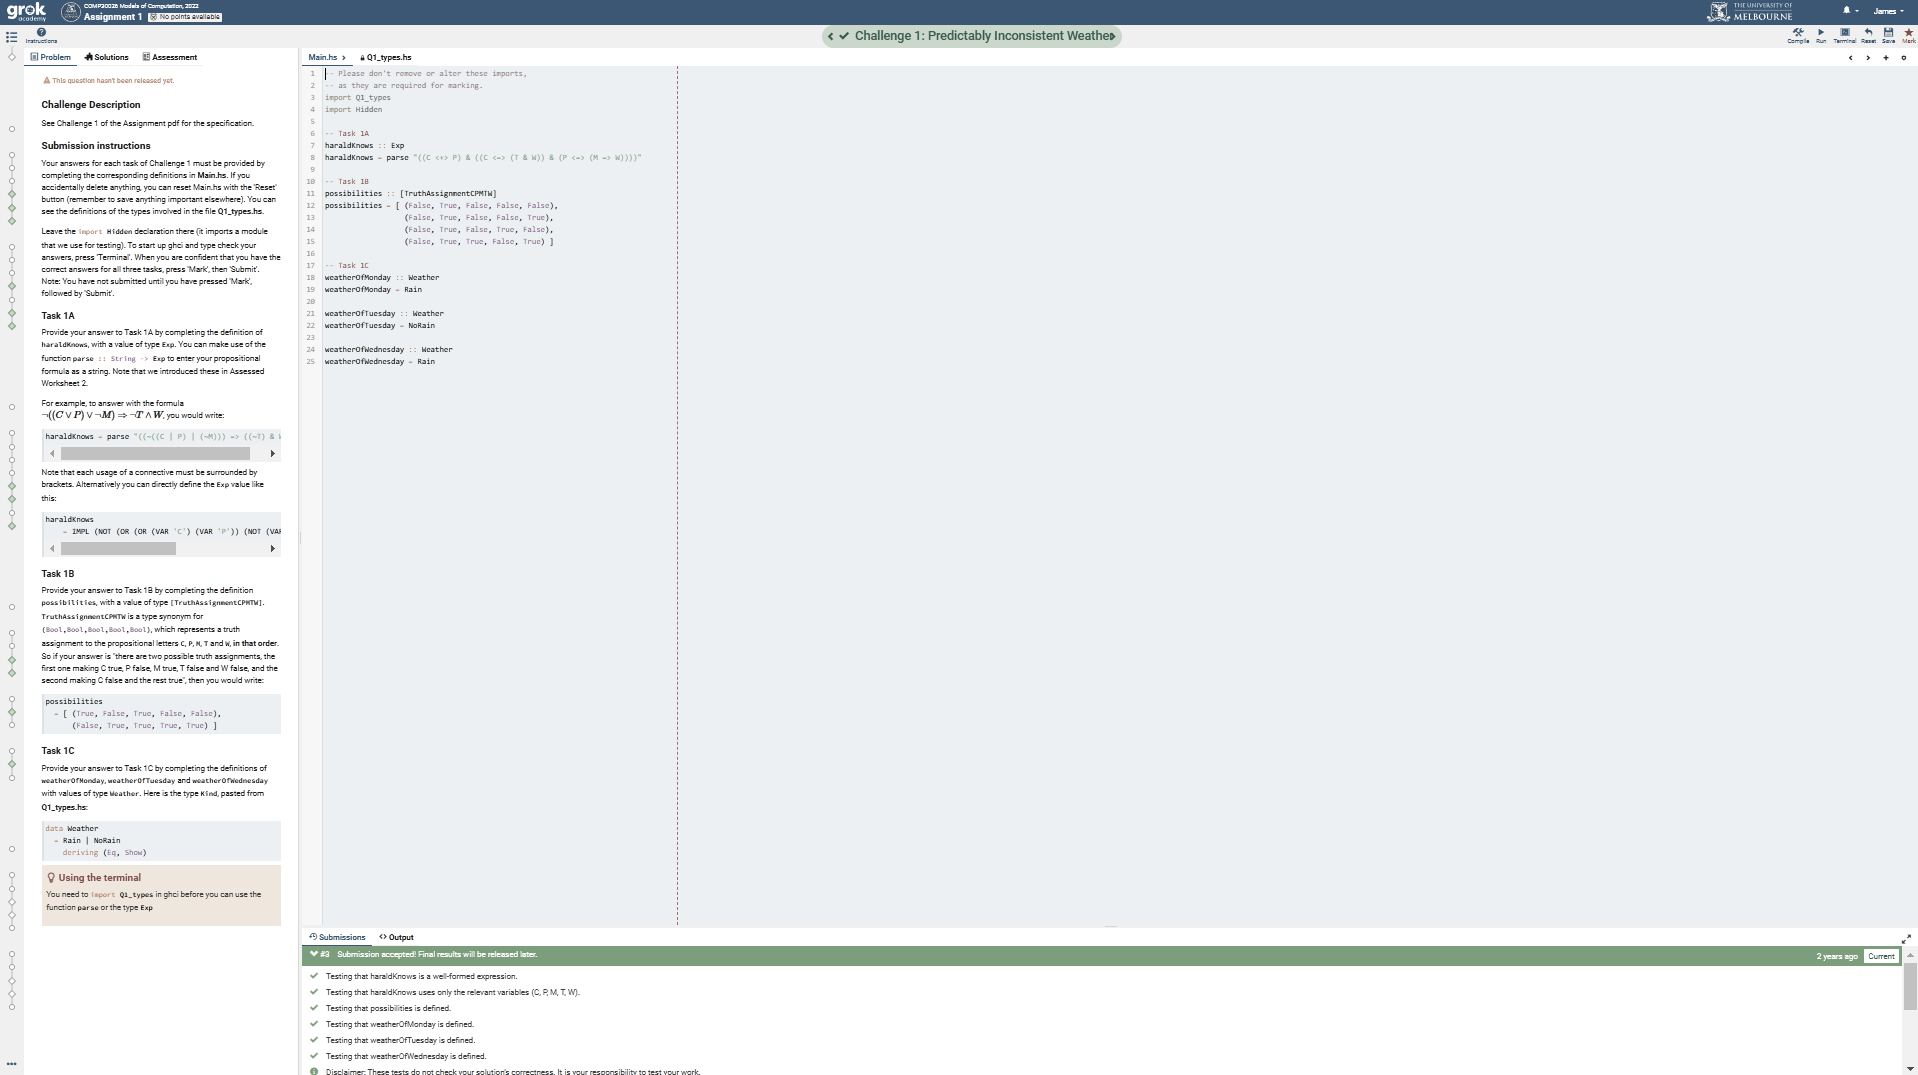 grok
academy
COMP30026 Models of Computation, 2022
Assignment 1
No points available
THE UNIVERSITY OF
MELBOURNE
James
Instructions
Challenge 1: Predictably Inconsistent Weather
Compile Run Terminal Reset Save Mark
Problem Solutions Assessment
This question hasn't been released yet.
Challenge Description
See Challenge 1 of the Assignment pdf for the specification.
Submission instructions
Your answers for each task of Challenge 1 must be provided by
completing the corresponding definitions in Main.hs. If you
accidentally delete anything, you can reset Main.hs with the 'Reset'
button (remember to save anything important elsewhere). You can
see the definitions of the types involved in the file Q1_types.hs.
Leave the import Hidden declaration there (it imports a module
that we use for testing). To start up ghci and type check your
answers, press 'Terminal'. When you are confident that you have the
correct answers for all three tasks, press 'Mark', then 'Submit'.
Note: You have not submitted until you have pressed 'Mark',
followed by 'Submit'.
Task 1A
Provide your answer to Task 1A by completing the definition of
haraldKnows, with a value of type Exp. You can make use of the
function parse :: String -> Exp to enter your propositional
formula as a string. Note that we introduced these in Assessed
Worksheet 2.
For example, to answer with the formula
¬((C ∨ P) ∨ ¬M) ⇒ ¬T ∧ W, you would write:
haraldKnows = parse "((~((C | P) | (~M))) => ((~T) & W
Note that each usage of a connective must be surrounded by
brackets. Alternatively you can directly define the Exp value like
this:
haraldKnows
= IMPL (NOT (OR (OR (VAR 'C') (VAR 'P')) (NOT (VAR
Task 1B
Provide your answer to Task 1B by completing the definition
possibilities, with a value of type [TruthAssignmentCPMTW].
TruthAssignmentCPMTW is a type synonym for
(Bool,Bool,Bool,Bool,Bool), which represents a truth
assignment to the propositional letters C, P, M, T and W, in that order.
So if your answer is "there are two possible truth assignments, the
first one making C true, P false, M true, T false and W false, and the
second making C false and the rest true", then you would write:
possibilities
= [ (True, False, True, False, False),
(False, True, True, True, True) ]
Task 1C
Provide your answer to Task 1C by completing the definitions of
weatherOfMonday, weatherOfTuesday and weatherOfWednesday
with values of type Weather. Here is the type Kind, pasted from
Q1_types.hs:
data Weather
= Rain | NoRain
deriving (Eq, Show)
Using the terminal
You need to import Q1_types in ghci before you can use the
function parse or the type Exp
Main.hs Q1_types.hs
1 -- Please don't remove or alter these imports,
2 -- as they are required for marking.
3 import Q1_types
4 import Hidden
5
6 -- Task 1A
7 haraldKnows :: Exp
8 haraldKnows = parse "((C <+> P) & ((C <=> (T & W)) & (P <=> (M => W))))"
9
10 -- Task 1B
11 possibilities :: [TruthAssignmentCPMTW]
12 possibilities = [ (False, True, False, False, False),
13 (False, True, False, False, True),
14 (False, True, False, True, False),
15 (False, True, True, False, True) ]
16
17 -- Task 1C
18 weatherOfMonday :: Weather
19 weatherOfMonday = Rain
20
21 weatherOfTuesday :: Weather
22 weatherOfTuesday = NoRain
23
24 weatherOfWednesday :: Weather
25 weatherOfWednesday = Rain
Submissions Output
#3 Submission accepted! Final results will be released later.
2 years ago Current
Testing that haraldKnows is a well-formed expression.
Testing that haraldKnows uses only the relevant variables (C, P, M, T, W).
Testing that possibilities is defined.
Testing that weatherOfMonday is defined.
Testing that weatherOfTuesday is defined.
Testing that weatherOfWednesday is defined.
Disclaimer: These tests do not check your solution's correctness. It is your responsibility to test your work.